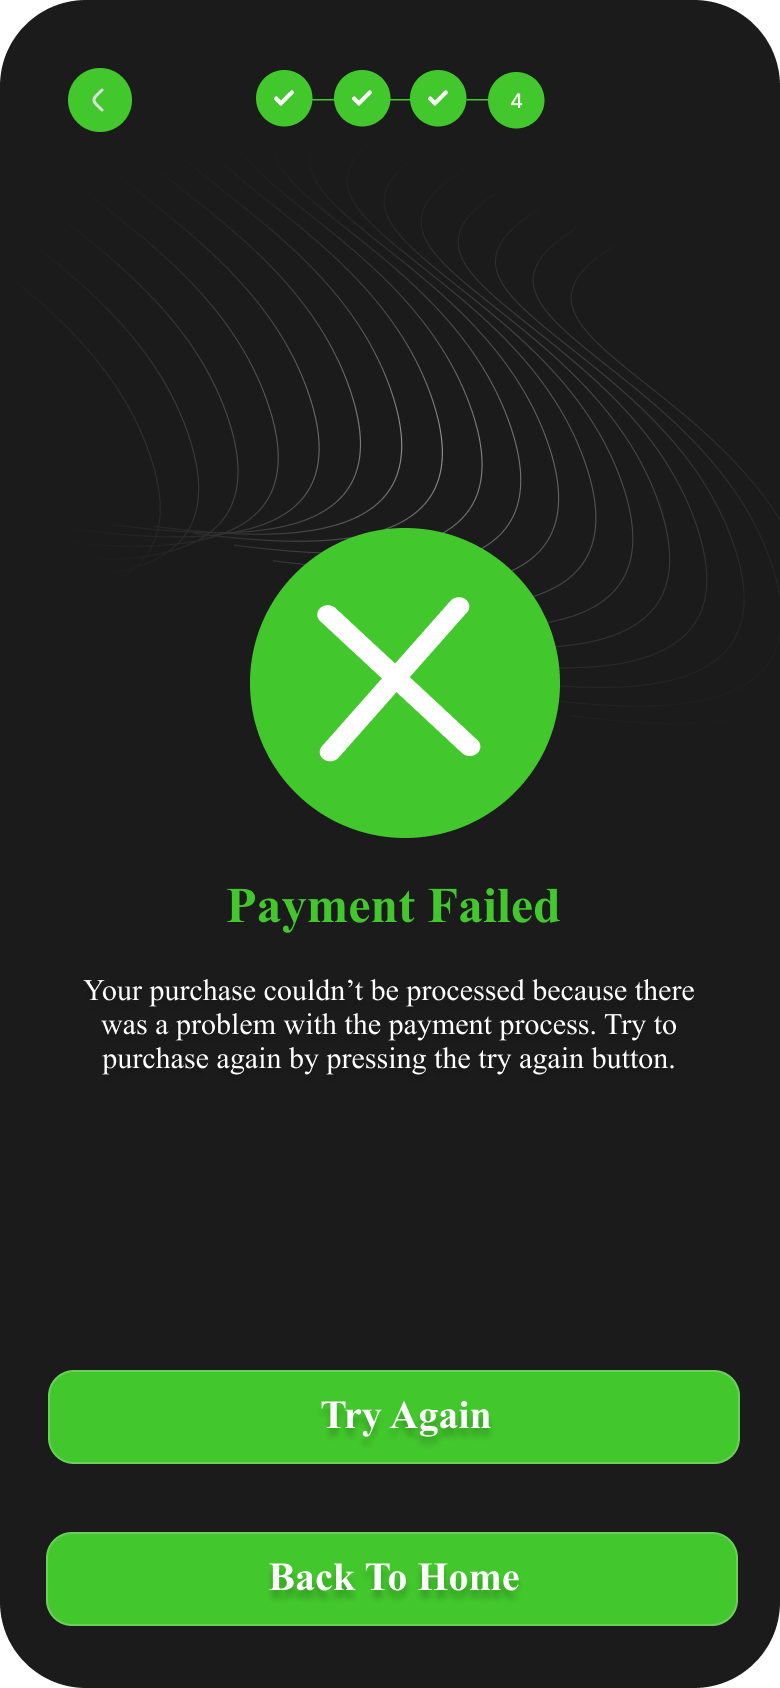 4
Payment Failed
Your purchase couldn’t be processed because there
was a problem with the payment process. Try to
purchase again by pressing the try again button.
Try Again
Back To Home